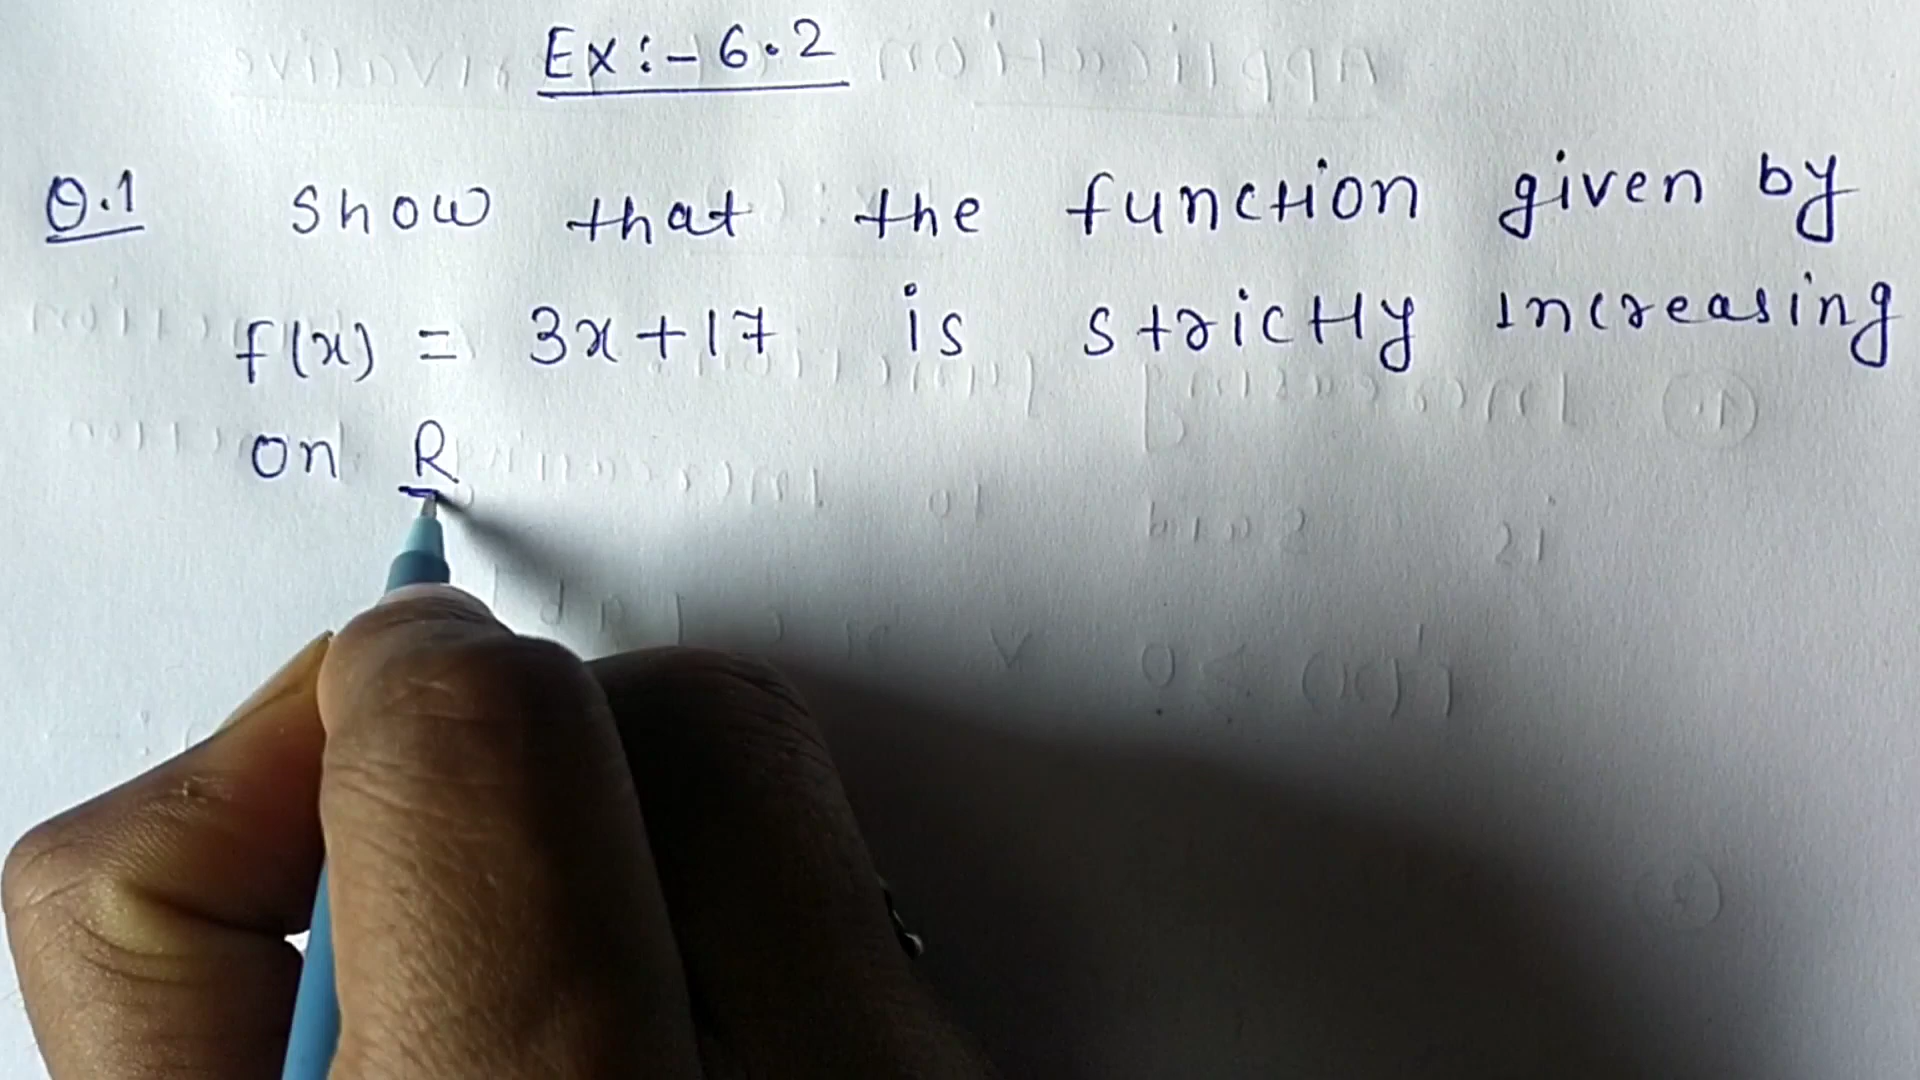 Ex:- 6.2
Q.1 show that the function given by
f(x) = 3x+17 is strictly increasing
on R